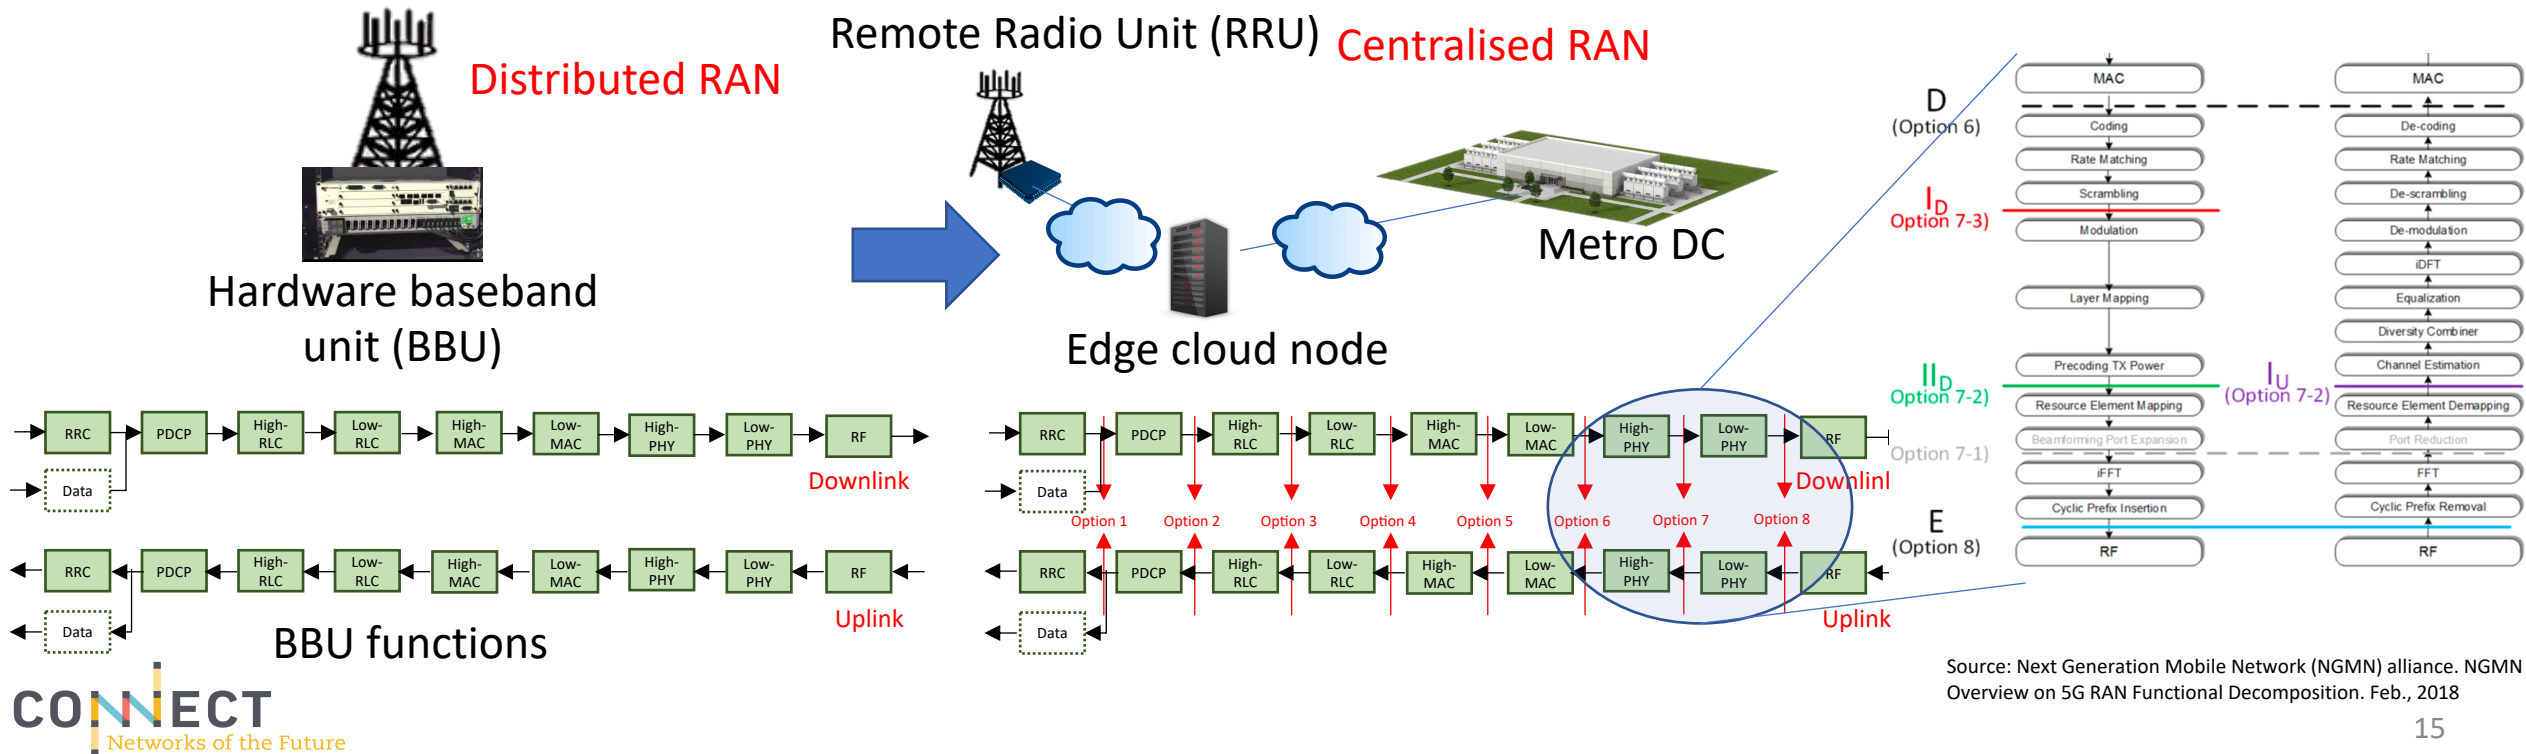 Distributed RAN
Hardware baseband
unit (BBU)
RRC
PDCP
High-
RLC
Low-
RLC
High-
MAC
Low-
MAC
High-
PHY
Low-
PHY
RF
Data
Downlink
RRC
PDCP
High-
RLC
Low-
RLC
High-
MAC
Low-
MAC
High-
PHY
Low-
PHY
RF
Data
Uplink
BBU functions
Remote Radio Unit (RRU)
Centralised RAN
Metro DC
Edge cloud node
RRC
PDCP
High-
RLC
Low-
RLC
High-
MAC
Low-
MAC
High-
PHY
Low-
PHY
RF
Data
Downlinl
Option 1
Option 2
Option 3
Option 4
Option 5
Option 6
Option 7
Option 8
RRC
PDCP
High-
RLC
Low-
RLC
High-
MAC
Low-
MAC
High-
PHY
Low-
PHY
RF
Data
Uplink
D
(Option 6)
I_D
Option 7-3)
II_D
Option 7-2)
Option 7-1)
E
(Option 8)
MAC
Coding
Rate Matching
Scrambling
Modulation
Layer Mapping
Precoding TX Power
Resource Element Mapping
Beamforming Port Expansion
iFFT
Cyclic Prefix Insertion
RF
I_U
(Option 7-2)
MAC
De-coding
Rate Matching
De-scrambling
De-modulation
iDFT
Equalization
Diversity Combiner
Channel Estimation
Resource Element Demapping
Port Reduction
FFT
Cyclic Prefix Removal
RF
Source: Next Generation Mobile Network (NGMN) alliance. NGMN
Overview on 5G RAN Functional Decomposition. Feb., 2018
15
CONNECT
Networks of the Future